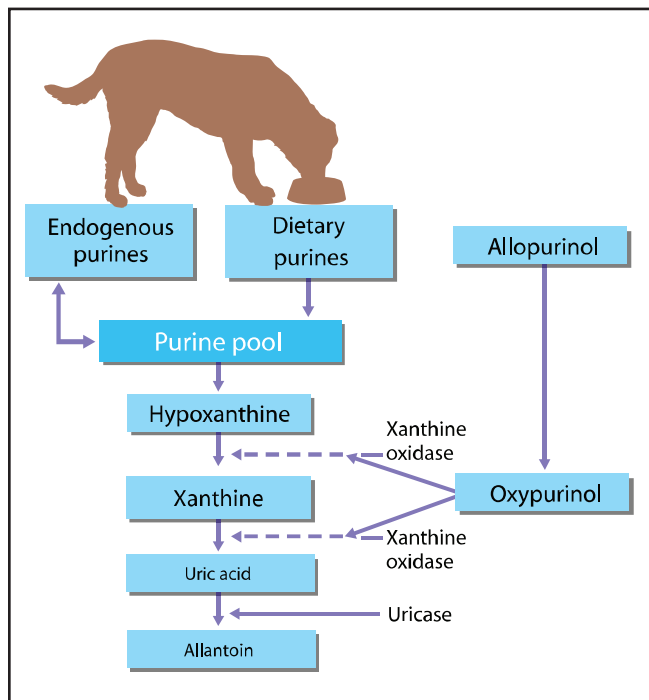 Endogenous
purines
Dietary
purines
Allopurinol
Purine pool
Hypoxanthine
Xanthine
oxidase
Xanthine
Oxypurinol
Xanthine
oxidase
Uric acid
Uricase
Allantoin